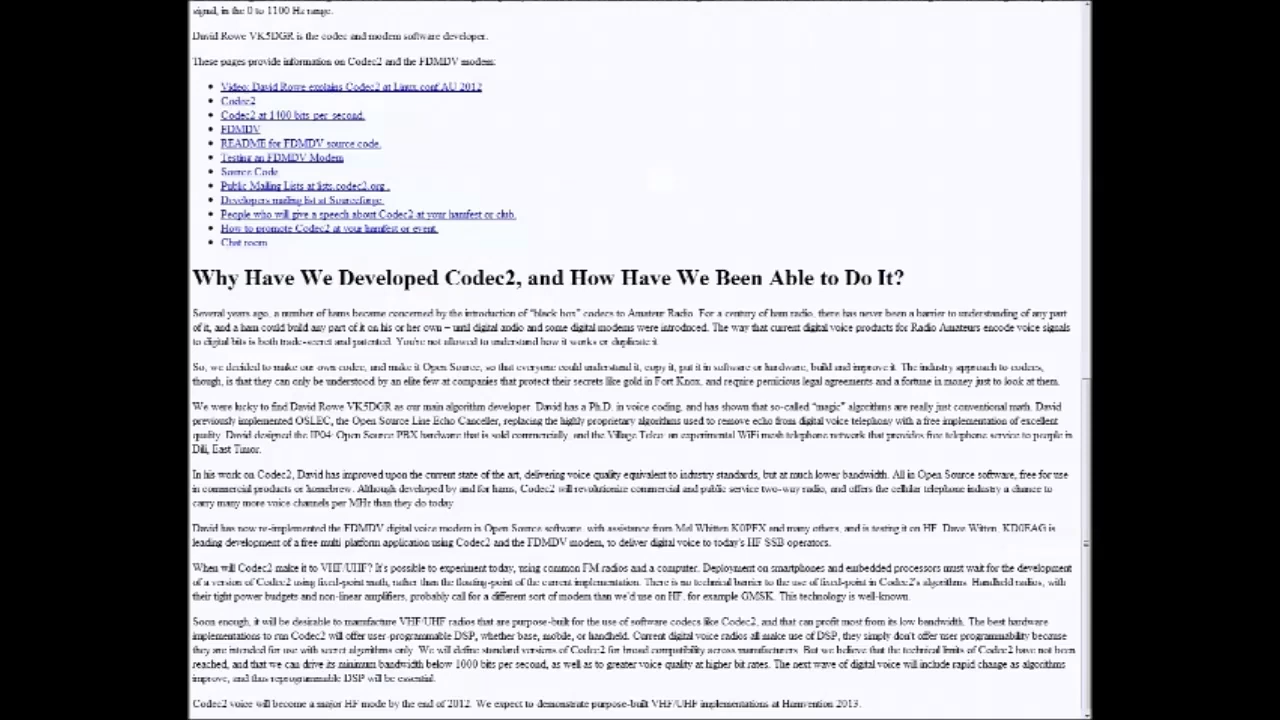 signal, in the 0 to 1100 Hz range.
David Rowe VK5DGR is the codec and modem software developer.
These pages provide information on Codec2 and the FDMDV modem:
Video: David Rowe explains Codec2 at Linux.conf.AU 2012
Codec2
Codec2 at 1400 bits-per-second.
FDMDV
README for FDMDV source code.
Testing an FDMDV Modem
Source Code
Public Mailing Lists at lists.codec2.org .
Developers mailing list at Sourceforge.
People who will give a speech about Codec2 at your hamfest or club.
How to promote Codec2 at your hamfest or event.
Chat room
Why Have We Developed Codec2, and How Have We Been Able to Do It?
Several years ago, a number of hams became concerned by the introduction of "black box" codecs to Amateur Radio. For a century of ham radio, there has never been a barrier to understanding of any part
of it, and a ham could build any part of it on his or her own – until digital audio and some digital modems were introduced. The way that current digital voice products for Radio Amateurs encode voice signals
to digital bits is both trade-secret and patented. You're not allowed to understand how it works or duplicate it.
So, we decided to make our own codec, and make it Open Source, so that everyone could understand it, copy it, put it in software or hardware, build and improve it. The industry approach to codecs,
though, is that they can only be understood by an elite few at companies that protect their secrets like gold in Fort Knox, and require pernicious legal agreements and a fortune in money just to look at them.
We were lucky to find David Rowe VK5DGR as our main algorithm developer. David has a Ph.D. in voice coding, and has shown that so-called "magic" algorithms are really just conventional math. David
previously implemented OSLEC, the Open Source Line Echo Canceller, replacing the highly proprietary algorithms used to remove echo from digital voice telephony with a free implementation of excellent
quality. David designed the IP04: Open Source PBX hardware that is sold commercially, and the Village Telco: an experimental WiFi mesh telephone network that provides free telephone service to people in
Dili, East Timor.
In his work on Codec2, David has improved upon the current state of the art, delivering voice quality equivalent to industry standards, but at much lower bandwidth. All in Open Source software, free for use
in commercial products or homebrew. Although developed by and for hams, Codec2 will revolutionize commercial and public service two-way radio, and offers the cellular telephone industry a chance to
carry many more voice channels per MHz than they do today.
David has now re-implemented the FDMDV digital voice modem in Open Source software, with assistance from Mel Whitten K0PFX and many others, and is testing it on HF. Dave Witten, KD0EAG is
leading development of a free multi platform application using Codec2 and the FDMDV modem, to deliver digital voice to today's HF SSB operators.
When will Codec2 make it to VHF/UHF? It's possible to experiment today, using common FM radios and a computer. Deployment on smartphones and embedded processors must wait for the development
of a version of Codec2 using fixed-point math, rather than the floating-point of the current implementation. There is no technical barrier to the use of fixed-point in Codec2's algorithms. Handheld radios, with
their tight power budgets and non-linear amplifiers, probably call for a different sort of modem than we'd use on HF, for example GMSK. This technology is well-known.
Soon enough, it will be desirable to manufacture VHF/UHF radios that are purpose-built for the use of software codecs like Codec2, and that can profit most from its low bandwidth. The best hardware
implementations to run Codec2 will offer user-programmable DSP, whether base, mobile, or handheld. Current digital voice radios all make use of DSP, they simply don't offer user programmability because
they are intended for use with secret algorithms only. We will define standard versions of Codec2 for broad compatibility across manufacturers. But we believe that the technical limits of Codec2 have not been
reached, and that we can drive its minimum bandwidth below 1000 bits per second, as well as to greater voice quality at higher bit rates. The next wave of digital voice will include rapid change as algorithms
improve, and thus reprogrammable DSP will be essential.
Codec2 voice will become a major HF mode by the end of 2012. We expect to demonstrate purpose-built VHF/UHF implementations at Hamvention 2013.